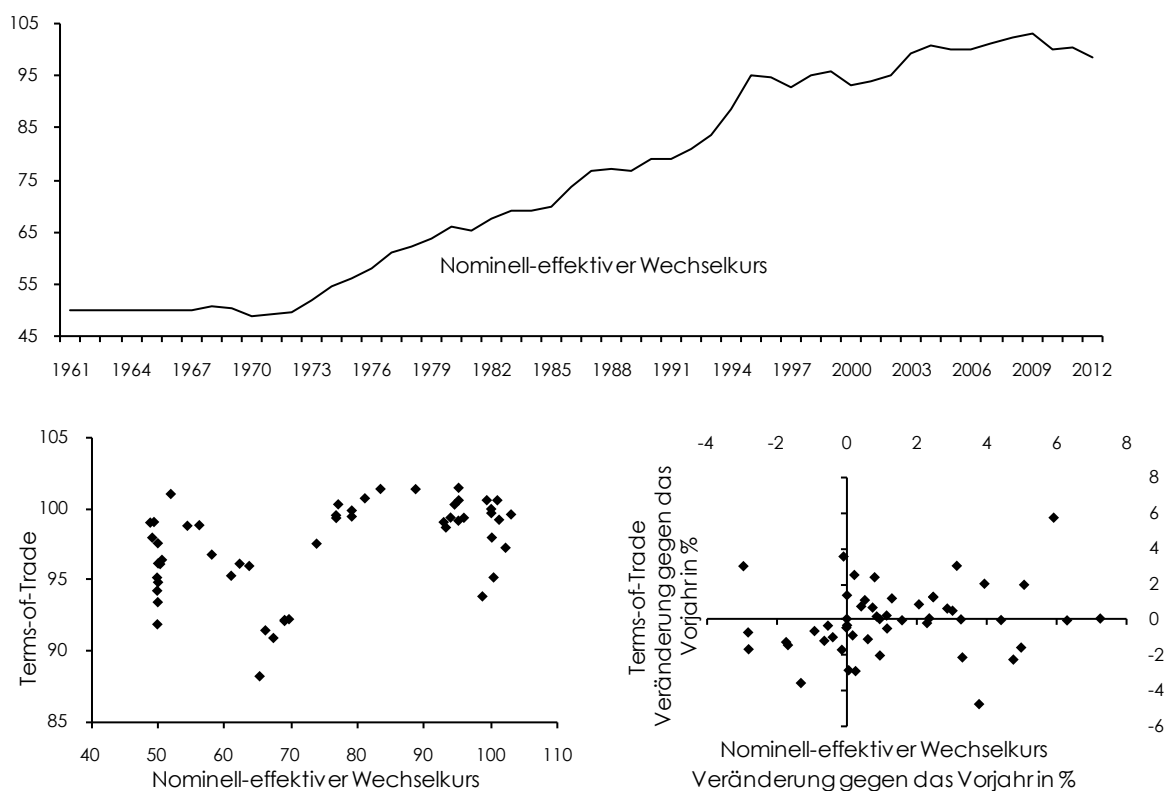 105
95
85
75
65
55
45
Nominell-effektiver Wechselkurs
1961 1964 1967 1970 1973 1976 1979 1982 1985 1988 1991 1994 1997 2000 2003 2006 2009 2012
Terms-of-Trade
105
100
95
90
85
40 50 60 70 80 90 100 110
Nominell-effektiver Wechselkurs
-4 -2 0 2 4 6 8
Terms-of-Trade
Veränderung gegen das
Vorjahr in %
8
6
4
2
0
-2
-4
-6
Nominell-effektiver Wechselkurs
Veränderung gegen das Vorjahr in %